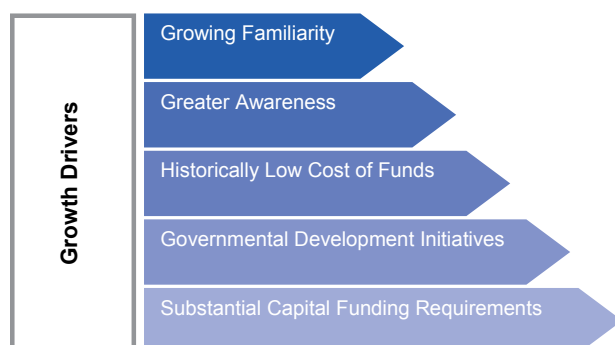 Growth Drivers
Growing Familiarity
Greater Awareness
Historically Low Cost of Funds
Governmental Development Initiatives
Substantial Capital Funding Requirements